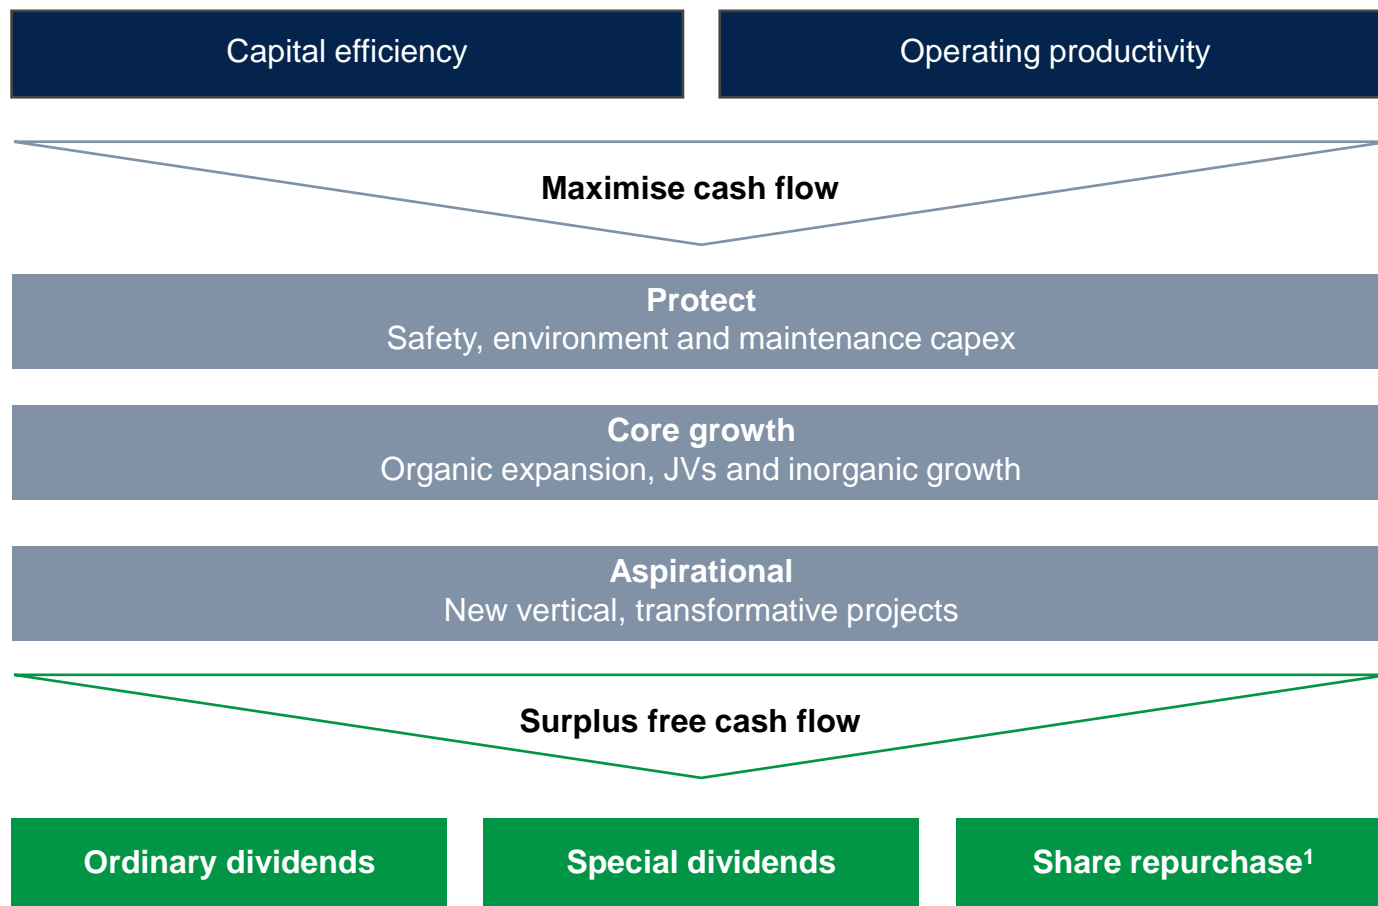 Capital efficiency
Operating productivity
Maximise cash flow
Protect
Safety, environment and maintenance capex
Core growth
Organic expansion, JVs and inorganic growth
Aspirational
New vertical, transformative projects
Surplus free cash flow
Ordinary dividends
Special dividends
Share repurchase¹